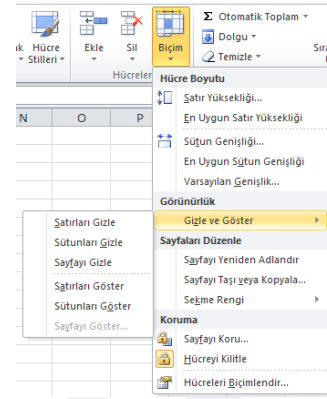 Σ Otomatik Toplam
Dolgu
Temizle
Hücre Stilleri
Ekle
Sil
Biçim
Hücreler
N O P
Hücre Boyutu
Satır Yüksekliği...
En Uygun Satır Yüksekliği
Sütun Genişliği...
En Uygun Sütun Genişliği
Varsayılan Genişlik...
Görünürlük
Gizle ve Göster
Satırları Gizle
Sütunları Gizle
Sayfayı Gizle
Satırları Göster
Sütunları Göster
Sayfayı Göster...
Sayfaları Düzenle
Sayfayı Yeniden Adlandır
Sayfayı Taşı veya Kopyala...
Sekme Rengi
Koruma
Sayfayı Koru...
Hücreyi Kilitle
Hücreleri Biçimlendir...